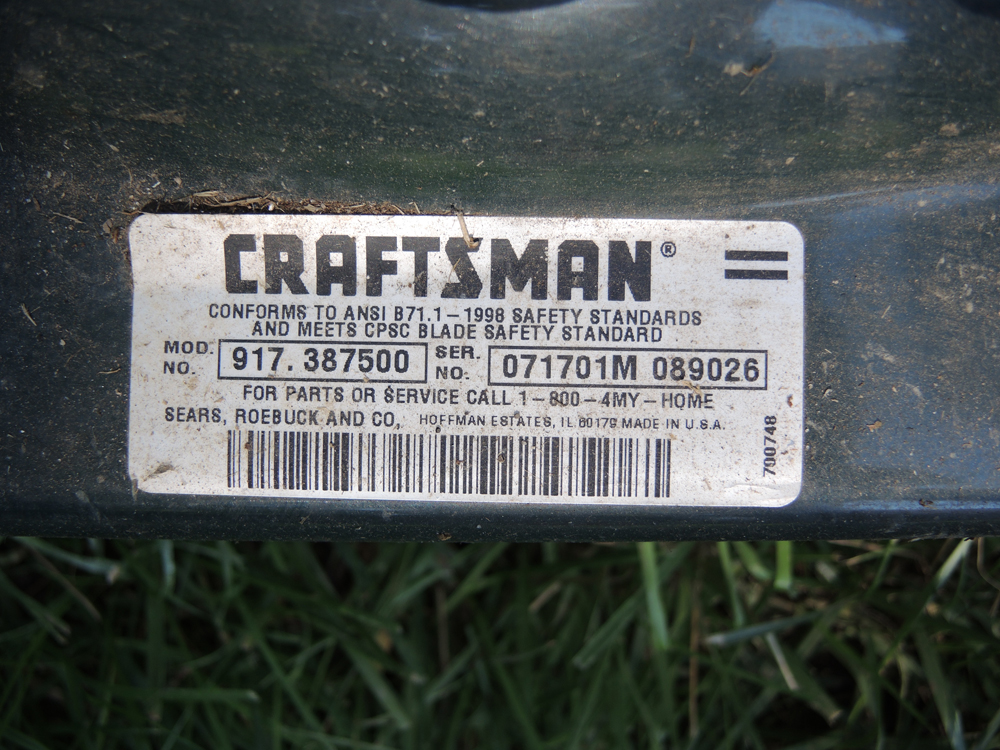 CRAFTSMAN®
CONFORMS TO ANSI B71.1-1998 SAFETY STANDARDS
AND MEETS CPSC BLADE SAFETY STANDARD
MOD. NO. 917.387500 SER. NO. 071701M 089026
FOR PARTS OR SERVICE CALL 1-800-4MY-HOME
SEARS, ROEBUCK AND CO., HOFFMAN ESTATES, IL 60179 MADE IN U.S.A.
790748